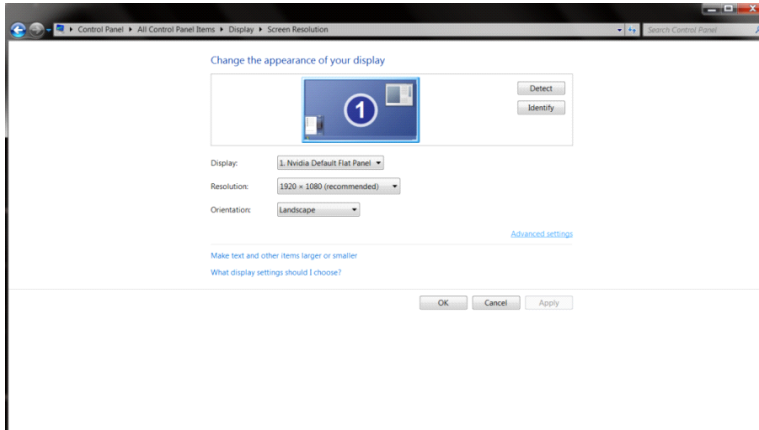 Control Panel ▸ All Control Panel Items ▸ Display ▸ Screen Resolution
Search Control Panel
Change the appearance of your display
1
Detect
Identify
Display: 1. Nvidia Default Flat Panel
Resolution: 1920 × 1080 (recommended)
Orientation: Landscape
Advanced settings
Make text and other items larger or smaller
What display settings should I choose?
OK Cancel Apply